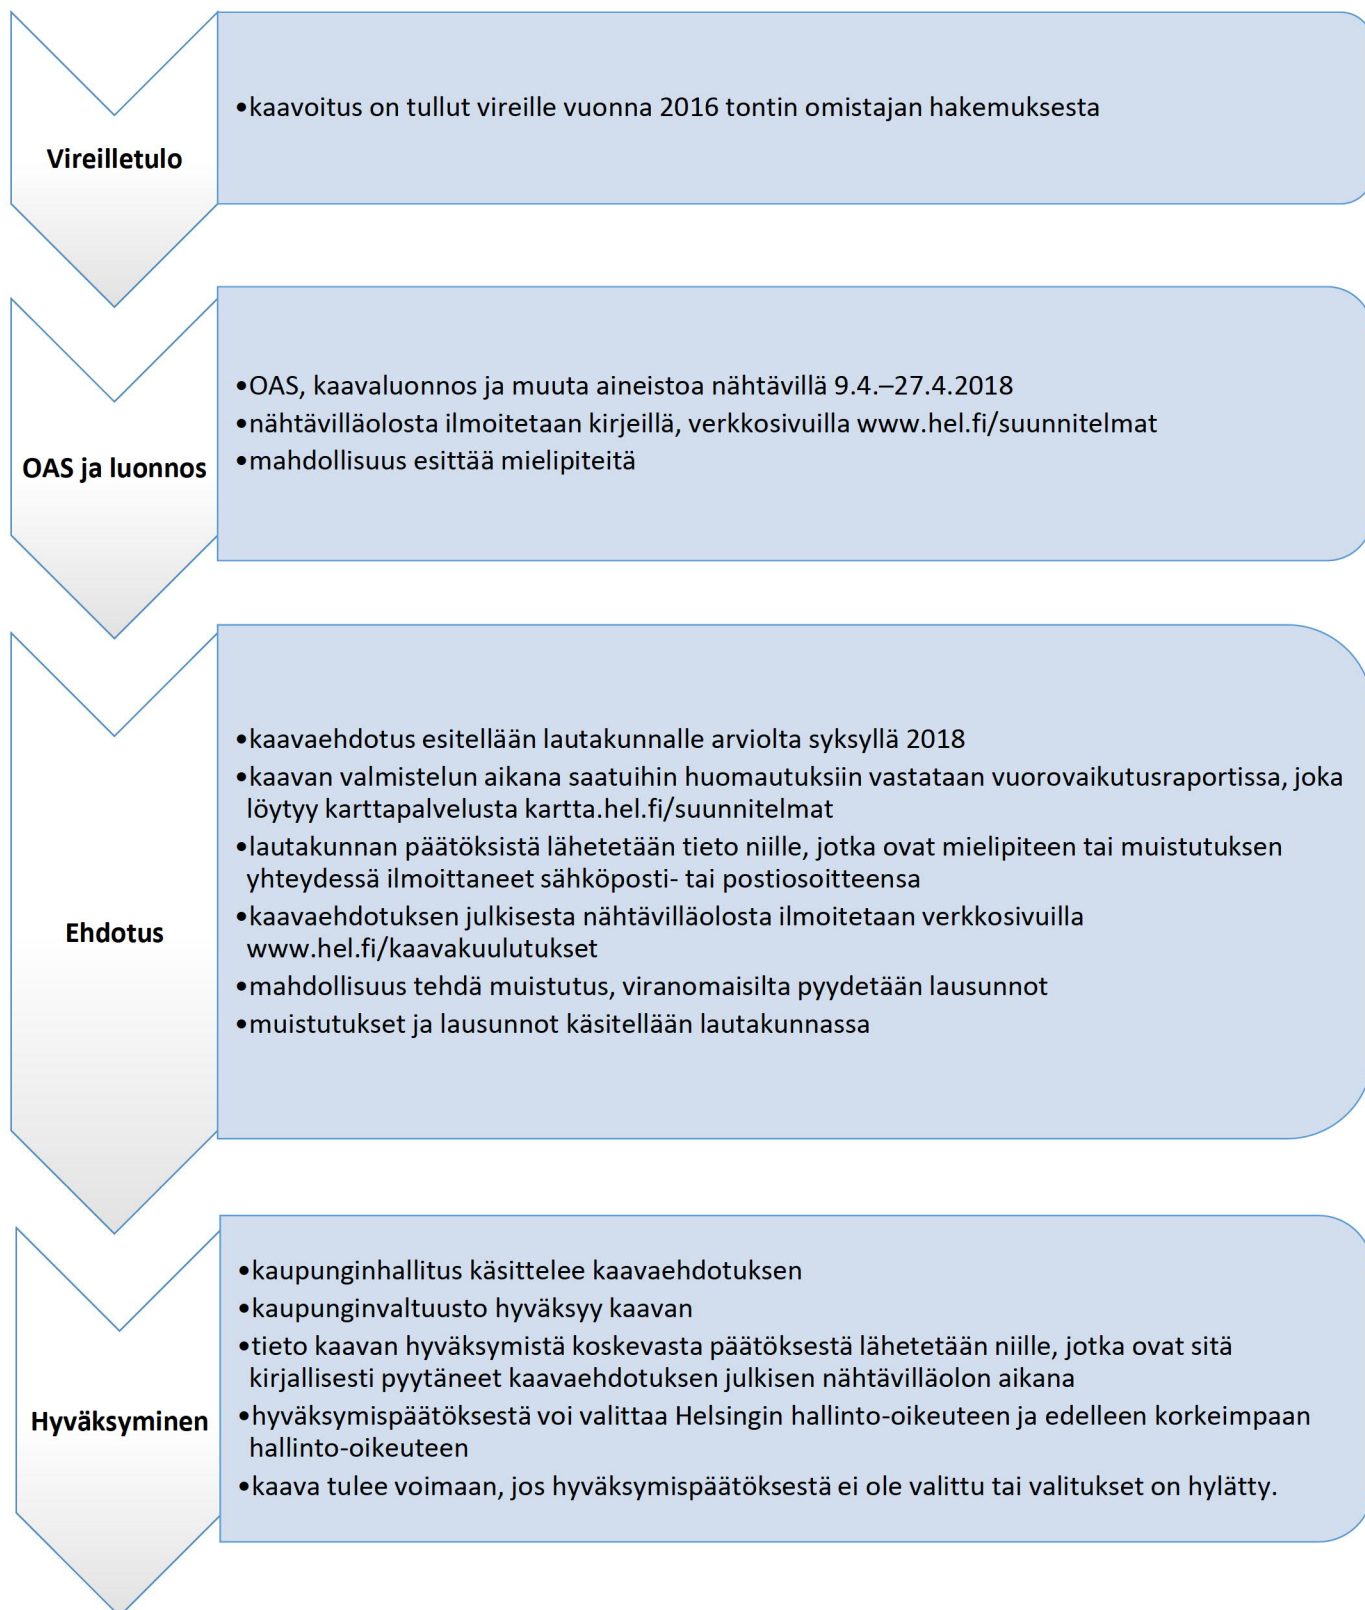 Vireilletulo
•kaavoitus on tullut vireille vuonna 2016 tontin omistajan hakemuksesta
OAS ja luonnos
•OAS, kaavaluonnos ja muuta aineistoa nähtävillä 9.4.–27.4.2018
•nähtävilläolosta ilmoitetaan kirjeillä, verkkosivuilla www.hel.fi/suunnitelmat
•mahdollisuus esittää mielipiteitä
Ehdotus
•kaavaehdotus esitellään lautakunnalle arviolta syksyllä 2018
•kaavan valmistelun aikana saatuihin huomautuksiin vastataan vuorovaikutusraportissa, joka
löytyy karttapalvelusta kartta.hel.fi/suunnitelmat
•lautakunnan päätöksistä lähetetään tieto niille, jotka ovat mielipiteen tai muistutuksen
yhteydessä ilmoittaneet sähköposti- tai postiosoitteensa
•kaavaehdotuksen julkisesta nähtävilläolosta ilmoitetaan verkkosivuilla
www.hel.fi/kaavakuulutukset
•mahdollisuus tehdä muistutus, viranomaisilta pyydetään lausunnot
•muistutukset ja lausunnot käsitellään lautakunnassa
Hyväksyminen
•kaupunginhallitus käsittelee kaavaehdotuksen
•kaupunginvaltuusto hyväksyy kaavan
•tieto kaavan hyväksymistä koskevasta päätöksestä lähetetään niille, jotka ovat sitä
kirjallisesti pyytäneet kaavaehdotuksen julkisen nähtävilläolon aikana
•hyväksymispäätöksestä voi valittaa Helsingin hallinto-oikeuteen ja edelleen korkeimpaan
hallinto-oikeuteen
•kaava tulee voimaan, jos hyväksymispäätöksestä ei ole valittu tai valitukset on hylätty.